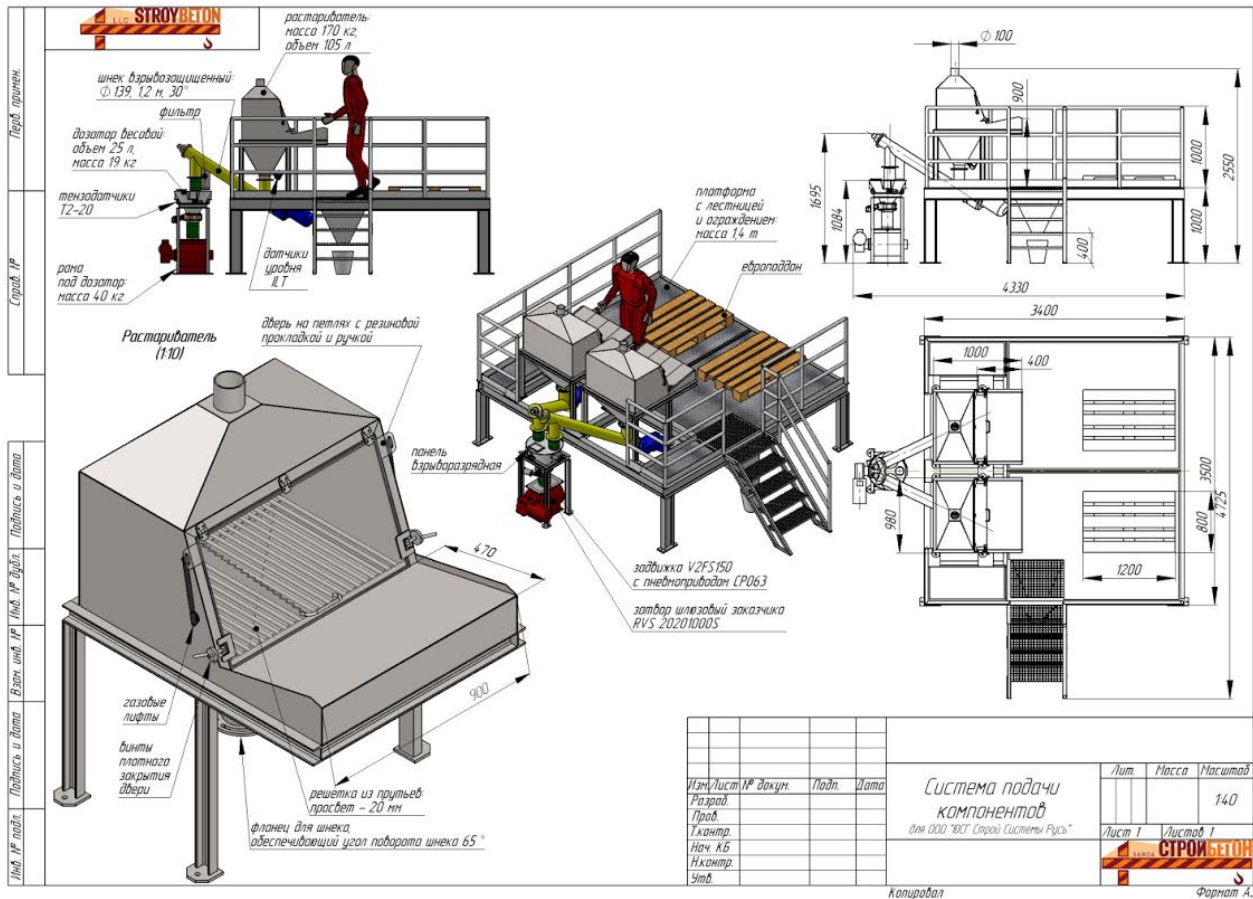 LLC STROYBETON
растариватель:
масса 170 кг,
объем 105 л
шнек взрывозащищенный:
Ф 139, 1,2 м, 30°
фильтр
дозатор весовой:
объем 25 л,
масса 19 кг
тензодатчики
Т2-20
рама
под дозатор:
масса 40 кг
датчики
уровня
ILT
платформа
с лестницей
и ограждением:
масса 1,4 т
европоддон
Ф 100
900
1695
1084
1000
2550
1000
400
4330
Растариватель
(1:10)
дверь на петлях с резиновой
прокладкой и ручкой
панель
взрыворазрядная
задвижка V2FS150
с пневмоприводом CP063
затвор шлюзовый заказчика
RVS 20201000S
470
900
газовые
лифты
винты
плотного
закрытия
двери
решетка из прутьев:
просвет - 20 мм
фланец для шнека,
обеспечивающий угол поворота шнека 65 °
3400
1000
400
980
3500
4725
800
1200
Перв. примен.
Справ. №
Подпись и дата
Инв. № дубл.
Взам. инв. №
Подпись и дата
Инв. № подл.
Изм. Лист № докум. Подп. Дата
Разраб.
Пров.
Т.контр.
Нач. КБ
Н.контр.
Утв.
Система подачи
компонентов
для ООО "ЮСГ Строй Системы Русь"
Лит. Масса Масштаб
1:40
Лист 1 Листов 1
ЗАВОД СТРОЙБЕТОН
Копировал Формат